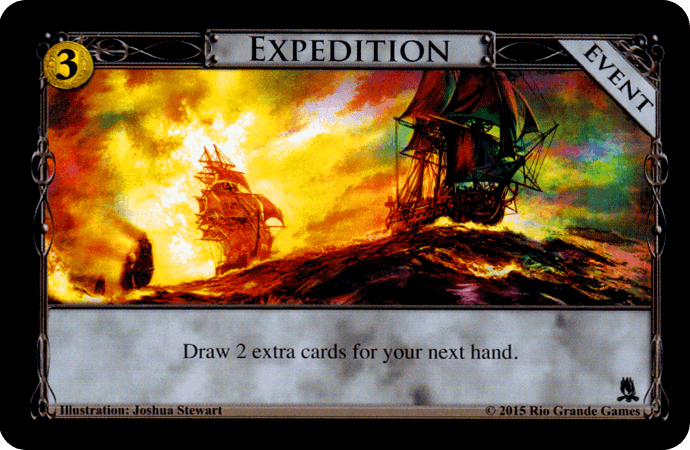 3
EXPEDITION
EVENT
Draw 2 extra cards for your next hand.
Illustration: Joshua Stewart
© 2015 Rio Grande Games